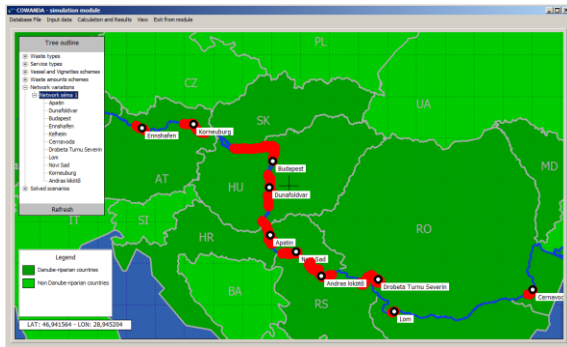 COWANDA - simulation module
Database File Input data Calculation and Results View Exit from module
Tree outline
Waste types
Service types
Vessel and Vignettes schemes
Waste amounts schemes
Network variations
Network séma 1
Apatin
Dunaföldvar
Budapest
Ennshafen
Kelheim
Cernavoda
Drobeta Turnu Severin
Lom
Novi Sad
Korneuburg
Andras kikötő
Solved scenarios
Refresh
PL
CZ
UA
SK
Ennshafen
Korneuburg
MD
Budapest
AT
HU
Dunaföldvar
IT
SI
RO
HR
Apatin
Novi Sad
Legend
Danube-riparian countries
Non Danube-riparian countries
Andras kikötő
Drobeta Turnu Severin
BA
RS
Cernavod
Lom
LAT: 46,941564 - LON: 28,945204